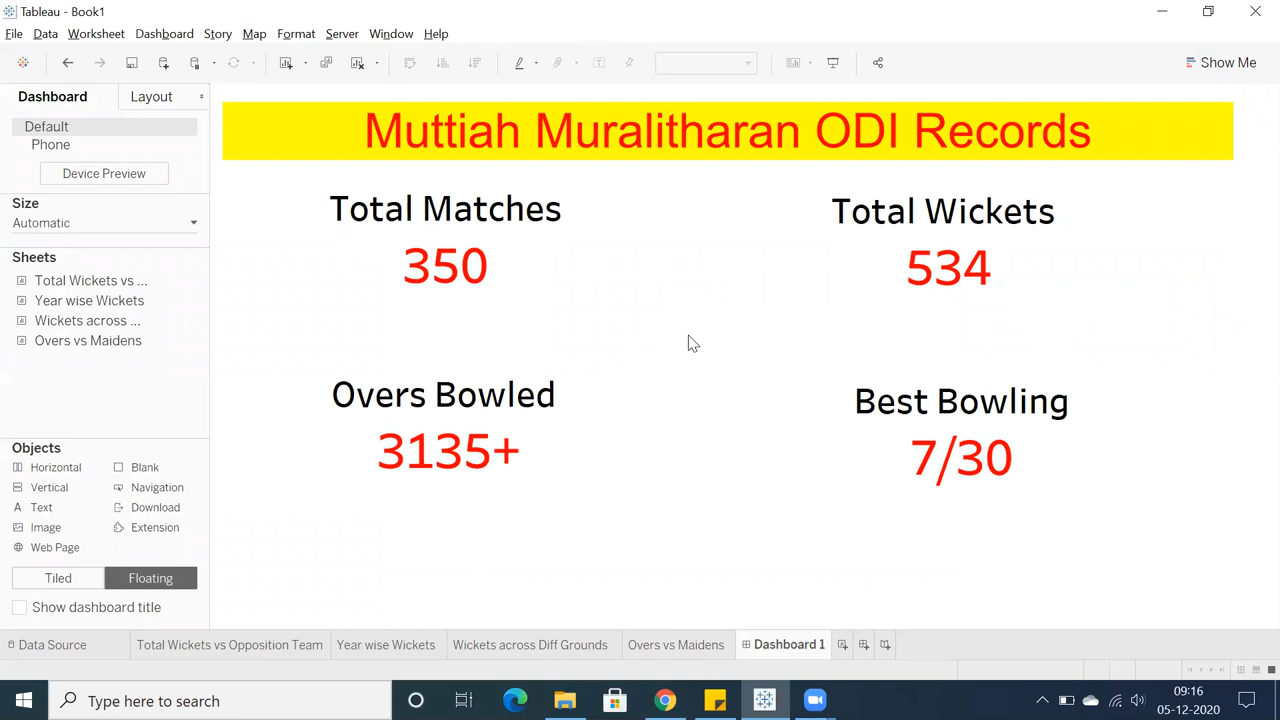 Tableau - Book1
File Data Worksheet Dashboard Story Map Format Server Window Help
Show Me
Dashboard Layout
Default
Phone
Device Preview
Size
Automatic
Sheets
Total Wickets vs ...
Year wise Wickets
Wickets across ...
Overs vs Maidens
Objects
Horizontal Blank
Vertical Navigation
Text Download
Image Extension
Web Page
Tiled Floating
Show dashboard title
Muttiah Muralitharan ODI Records
Total Matches
350
Total Wickets
534
Overs Bowled
3135+
Best Bowling
7/30
Data Source Total Wickets vs Opposition Team Year wise Wickets Wickets across Diff Grounds Overs vs Maidens Dashboard 1
Type here to search
09:16
05-12-2020